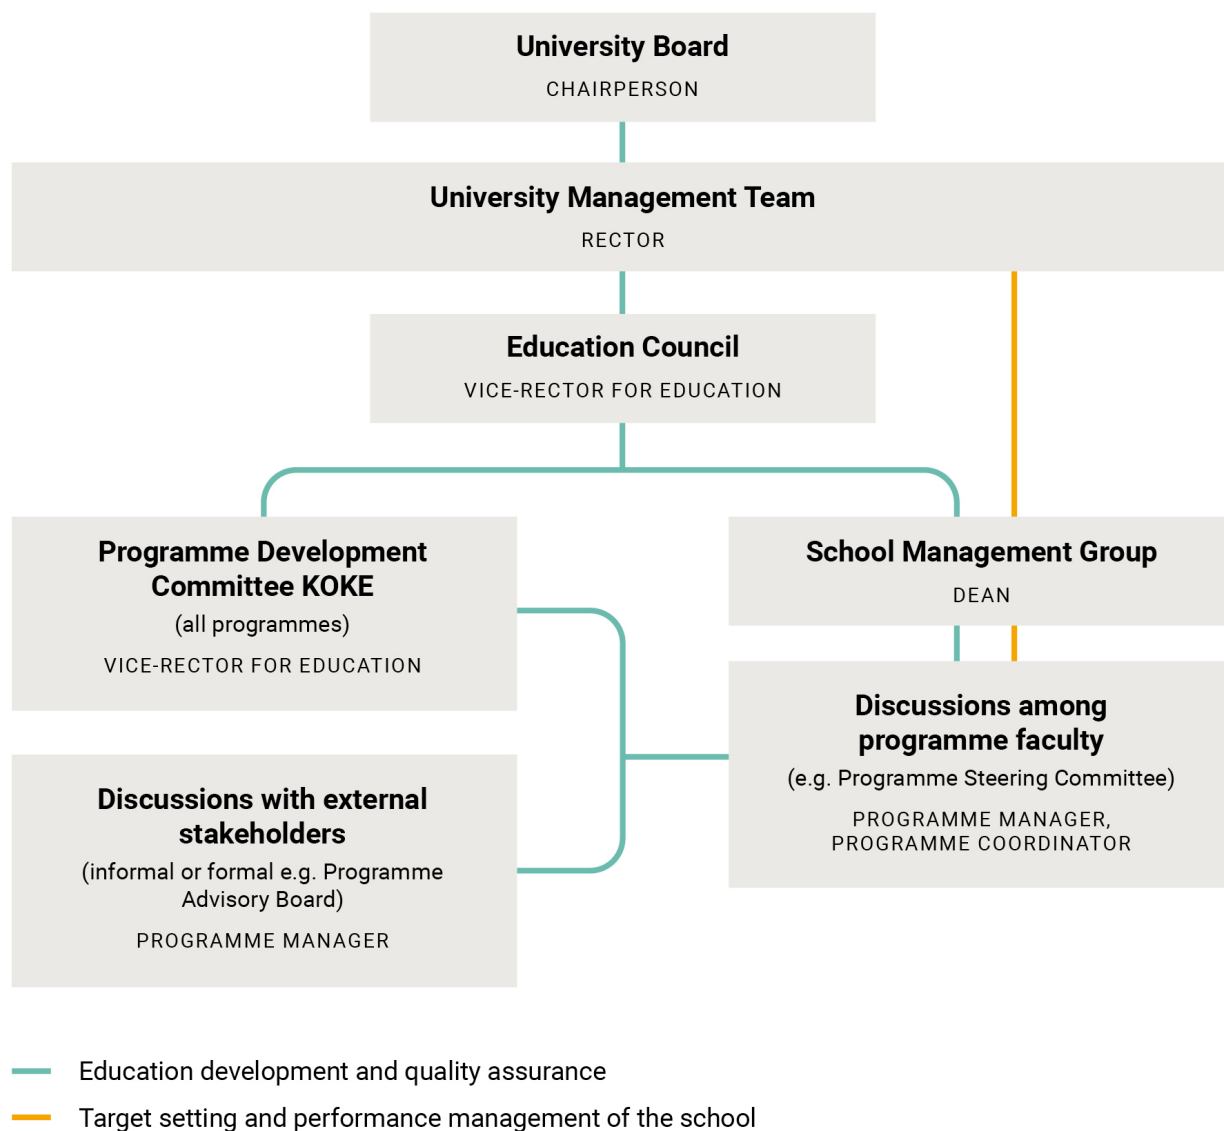 University Board
CHAIRPERSON
University Management Team
RECTOR
Education Council
VICE-RECTOR FOR EDUCATION
Programme Development
Committee KOKE
(all programmes)
VICE-RECTOR FOR EDUCATION
School Management Group
DEAN
Discussions among
programme faculty
(e.g. Programme Steering Committee)
PROGRAMME MANAGER,
PROGRAMME COORDINATOR
Discussions with external
stakeholders
(informal or formal e.g. Programme
Advisory Board)
PROGRAMME MANAGER
Education development and quality assurance
Target setting and performance management of the school